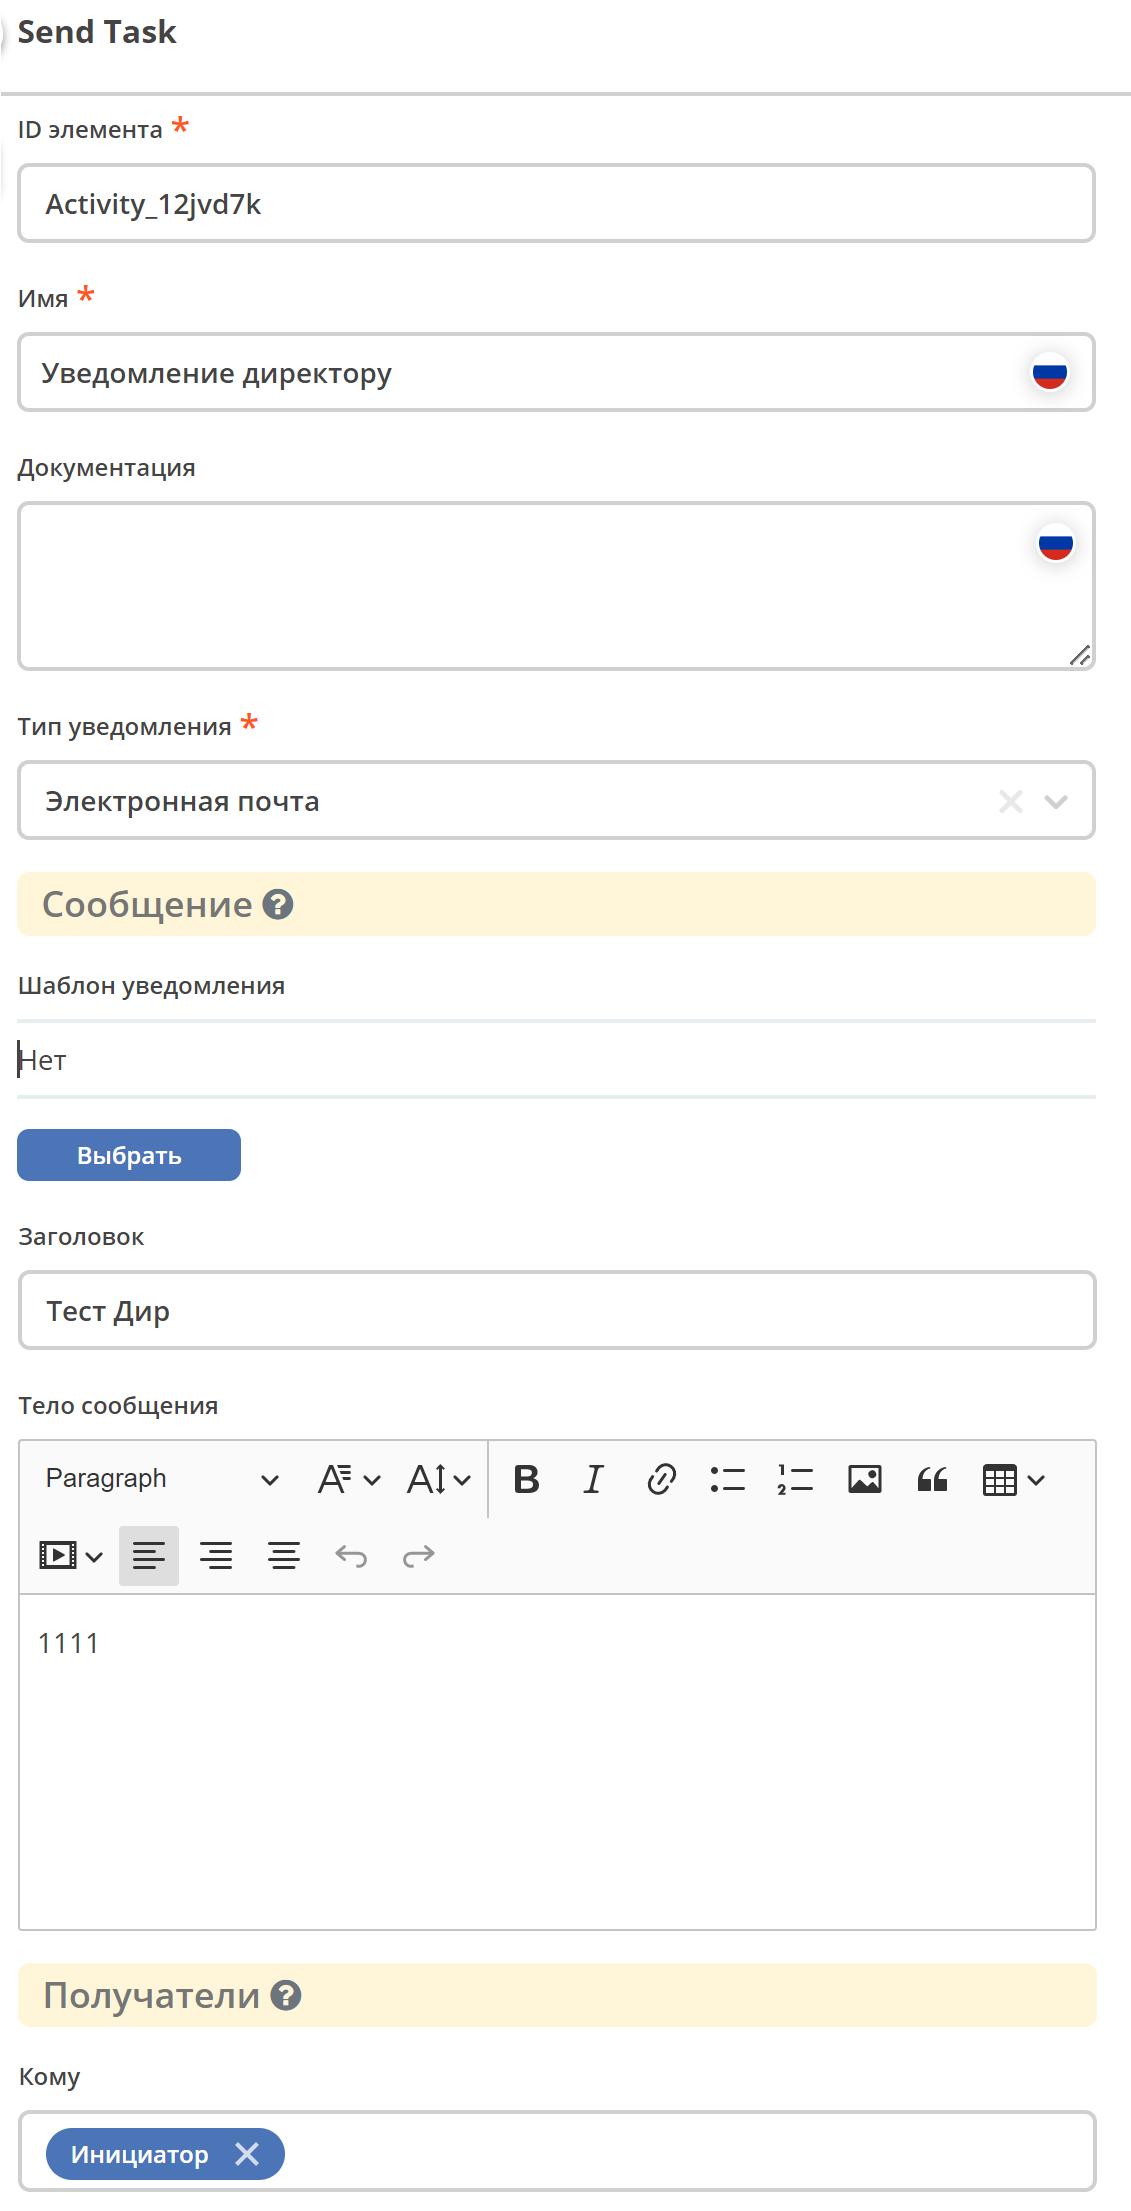 Send Task
ID элемента *
Activity_12jvd7k
Имя *
Уведомление директору
Документация
Тип уведомления *
Электронная почта
Сообщение ?
Шаблон уведомления
Нет
Выбрать
Заголовок
Тест Дир
Тело сообщения
Paragraph
1111
Получатели ?
Кому
Инициатор